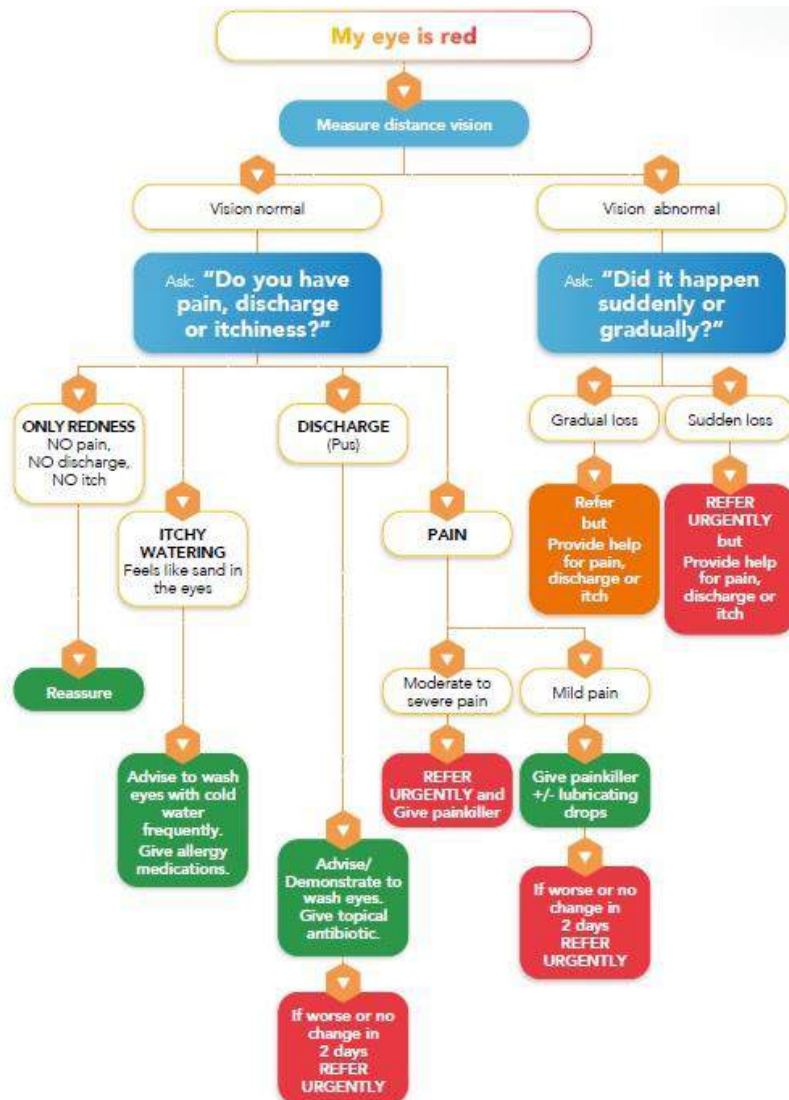 My eye is red
Measure distance vision
Vision normal
Vision abnormal
Ask: "Do you have
pain, discharge
or itchiness?"
Ask: "Did it happen
suddenly or
gradually?"
ONLY REDNESS
NO pain,
NO discharge,
NO itch
DISCHARGE
(Pus)
Gradual loss
Sudden loss
ITCHY
WATERING
Feels like sand in
the eyes
PAIN
Refer
but
Provide help
for pain,
discharge or
itch
REFER
URGENTLY
but
Provide help
for pain,
discharge or
itch
Reassure
Moderate to
severe pain
Mild pain
Advise to wash
eyes with cold
water
frequently.
Give allergy
medications.
REFER
URGENTLY and
Give painkiller
Give painkiller
+/- lubricating
drops
Advise/
Demonstrate to
wash eyes.
Give topical
antibiotic.
If worse or no
change in
2 days
REFER
URGENTLY
If worse or no
change in
2 days
REFER
URGENTLY